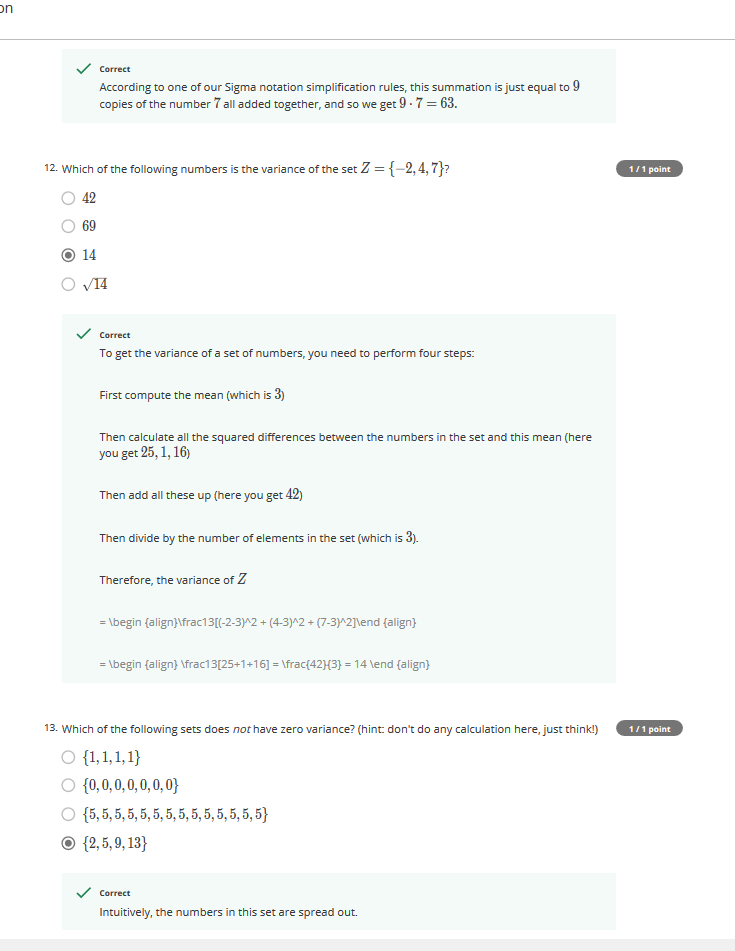 on
Correct
According to one of our Sigma notation simplification rules, this summation is just equal to 9
copies of the number 7 all added together, and so we get 9 · 7 = 63.
12. Which of the following numbers is the variance of the set Z = {−2, 4, 7}?
1 / 1 point
42
69
14
√14
Correct
To get the variance of a set of numbers, you need to perform four steps:
First compute the mean (which is 3)
Then calculate all the squared differences between the numbers in the set and this mean (here
you get 25, 1, 16)
Then add all these up (here you get 42)
Then divide by the number of elements in the set (which is 3).
Therefore, the variance of Z
= \begin {align}\frac13[(-2-3)^2 + (4-3)^2 + (7-3)^2]\end {align}
= \begin {align} \frac13[25+1+16] = \frac{42}{3} = 14 \end {align}
13. Which of the following sets does not have zero variance? (hint: don't do any calculation here, just think!)
1 / 1 point
{1, 1, 1, 1}
{0, 0, 0, 0, 0, 0, 0}
{5, 5, 5, 5, 5, 5, 5, 5, 5, 5, 5, 5, 5, 5}
{2, 5, 9, 13}
Correct
Intuitively, the numbers in this set are spread out.